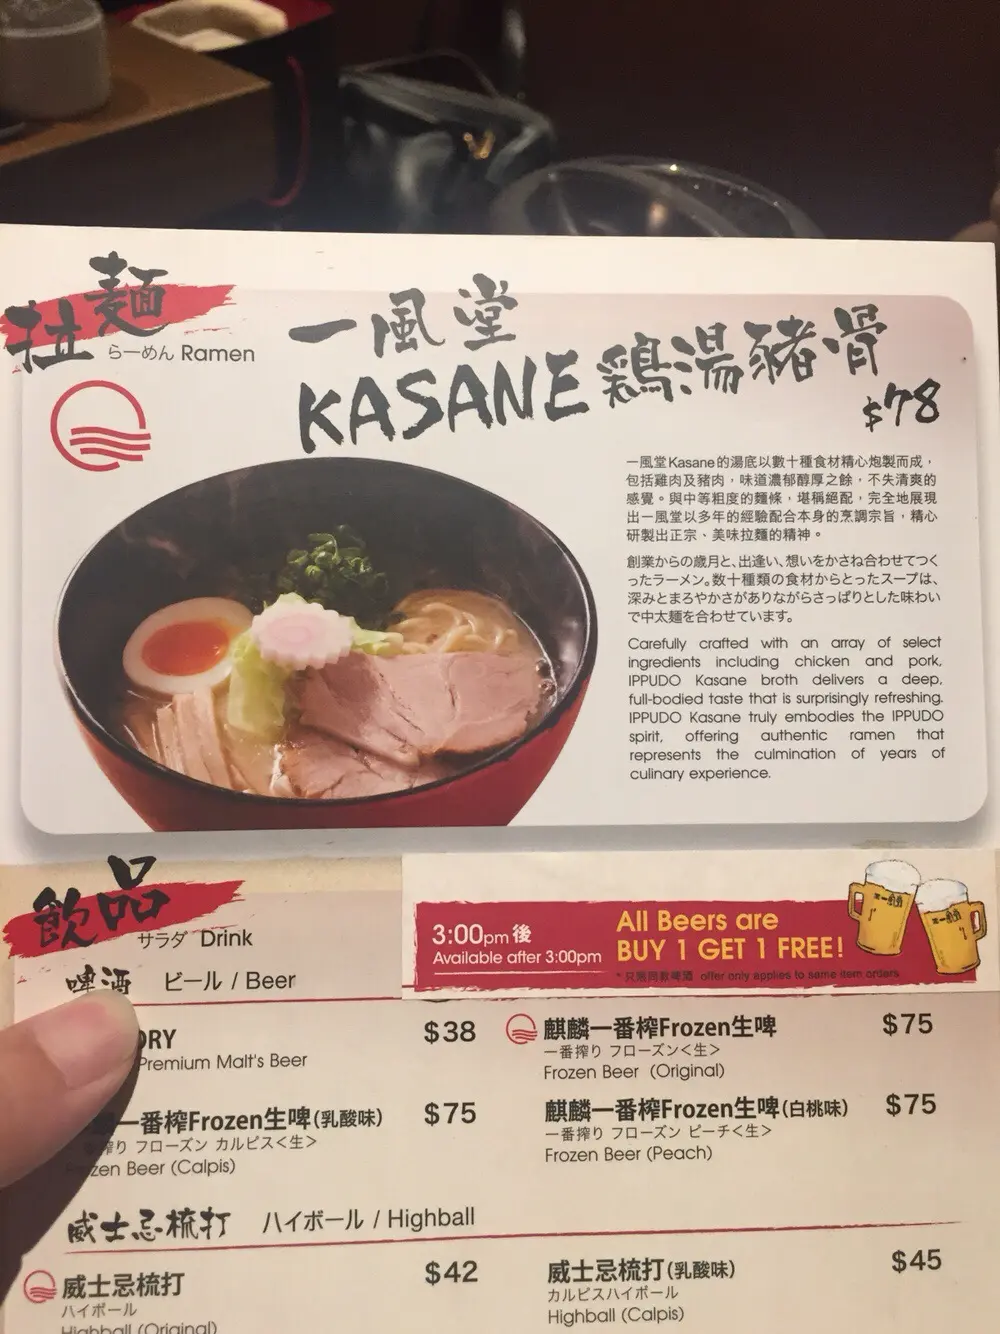 拉麺
らーめん Ramen
一風堂
KASANE 鶏湯豬骨
$78
一風堂Kasane的湯底以數十種食材精心炮製而成，
包括雞肉及豬肉，味道濃郁醇厚之餘，不失清爽的
感覺。與中等粗度的麵條，堪稱絕配，完全地展現
出一風堂以多年的經驗配合本身的烹調宗旨，精心
研製出正宗、美味拉麵的精神。
創業からの歳月と、出逢い、想いをかさね合わせてつく
ったラーメン。数十種類の食材からとったスープは、
深みとまろやかさがありながらさっぱりとした味わい
で中太麺を合わせています。
Carefully crafted with an array of select
ingredients including chicken and pork,
IPPUDO Kasane broth delivers a deep,
full-bodied taste that is surprisingly refreshing.
IPPUDO Kasane truly embodies the IPPUDO
spirit, offering authentic ramen that
represents the culmination of years of
culinary experience.
飲品
サラダ Drink
3:00pm 後
Available after 3:00pm
All Beers are
BUY 1 GET 1 FREE!
* 只限同款啤酒 offer only applies to same item orders
啤酒 ビール / Beer
DRY $38
Premium Malt's Beer
麒麟一番榨Frozen生啤 $75
一番搾り フローズン<生>
Frozen Beer (Original)
一番榨Frozen生啤(乳酸味) $75
搾り フローズン カルピス<生>
Frozen Beer (Calpis)
麒麟一番榨Frozen生啤(白桃味) $75
一番搾り フローズン ピーチ<生>
Frozen Beer (Peach)
威士忌梳打 ハイボール / Highball
威士忌梳打 $42
ハイボール
Highball (Original)
威士忌梳打(乳酸味) $45
カルピスハイボール
Highball (Calpis)